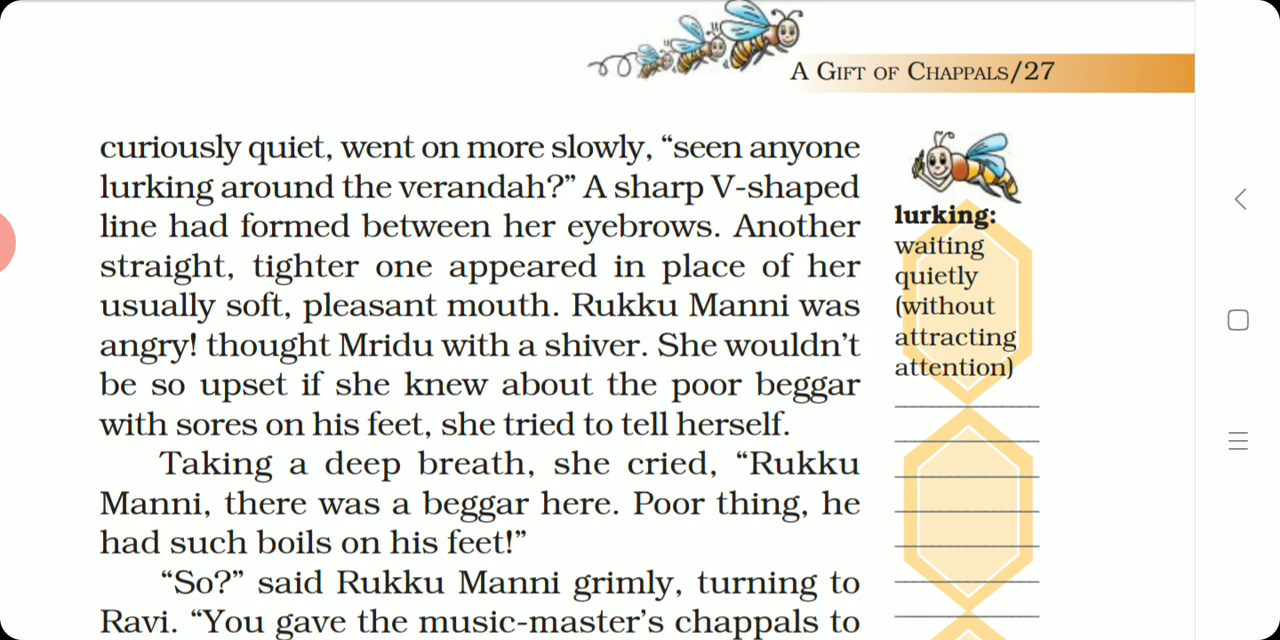 A Gift of Chappals/27
curiously quiet, went on more slowly, “seen anyone
lurking around the verandah?” A sharp V-shaped
line had formed between her eyebrows. Another
straight, tighter one appeared in place of her
usually soft, pleasant mouth. Rukku Manni was
angry! thought Mridu with a shiver. She wouldn’t
be so upset if she knew about the poor beggar
with sores on his feet, she tried to tell herself.
Taking a deep breath, she cried, “Rukku
Manni, there was a beggar here. Poor thing, he
had such boils on his feet!”
“So?” said Rukku Manni grimly, turning to
Ravi. “You gave the music-master’s chappals to
lurking:
waiting
quietly
(without
attracting
attention)